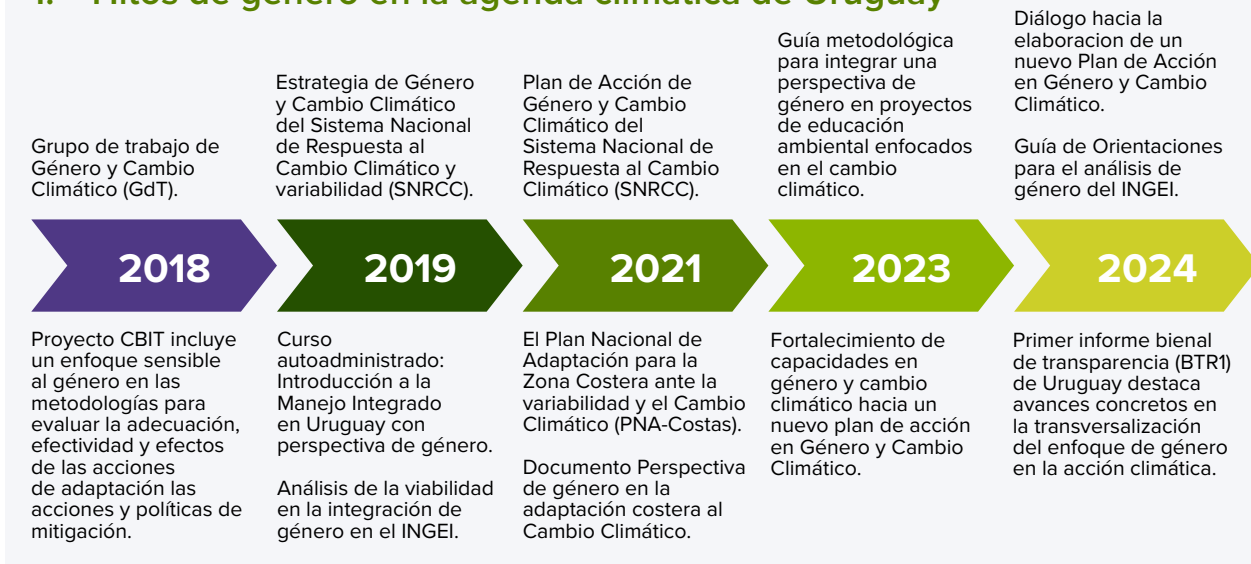 1. Hitos de género en la agenda climática de Uruguay
Grupo de trabajo de
Género y Cambio
Climático (GdT).
Estrategia de Género
y Cambio Climático
del Sistema Nacional
de Respuesta al
Cambio Climático y
variabilidad (SNRCC).
Plan de Acción de
Género y Cambio
Climático del
Sistema Nacional de
Respuesta al Cambio
Climático (SNRCC).
Guía metodológica
para integrar una
perspectiva de
género en proyectos
de educación
ambiental enfocados
en el cambio
climático.
Diálogo hacia la
elaboracion de un
nuevo Plan de Acción
en Género y Cambio
Climático.
Guía de Orientaciones
para el análisis de
género del INGEI.
2018
2019
2021
2023
2024
Proyecto CBIT incluye
un enfoque sensible
al género en las
metodologías para
evaluar la adecuación,
efectividad y efectos
de las acciones
de adaptación las
acciones y políticas de
mitigación.
Curso
autoadministrado:
Introducción a la
Manejo Integrado
en Uruguay con
perspectiva de género.
Análisis de la viabilidad
en la integración de
género en el INGEI.
El Plan Nacional de
Adaptación para la
Zona Costera ante la
variabilidad y el Cambio
Climático (PNA-Costas).
Documento Perspectiva
de género en la
adaptación costera al
Cambio Climático.
Fortalecimiento de
capacidades en
género y cambio
climático hacia un
nuevo plan de acción
en Género y Cambio
Climático.
Primer informe bienal
de transparencia (BTR1)
de Uruguay destaca
avances concretos en
la transversalización
del enfoque de género
en la acción climática.